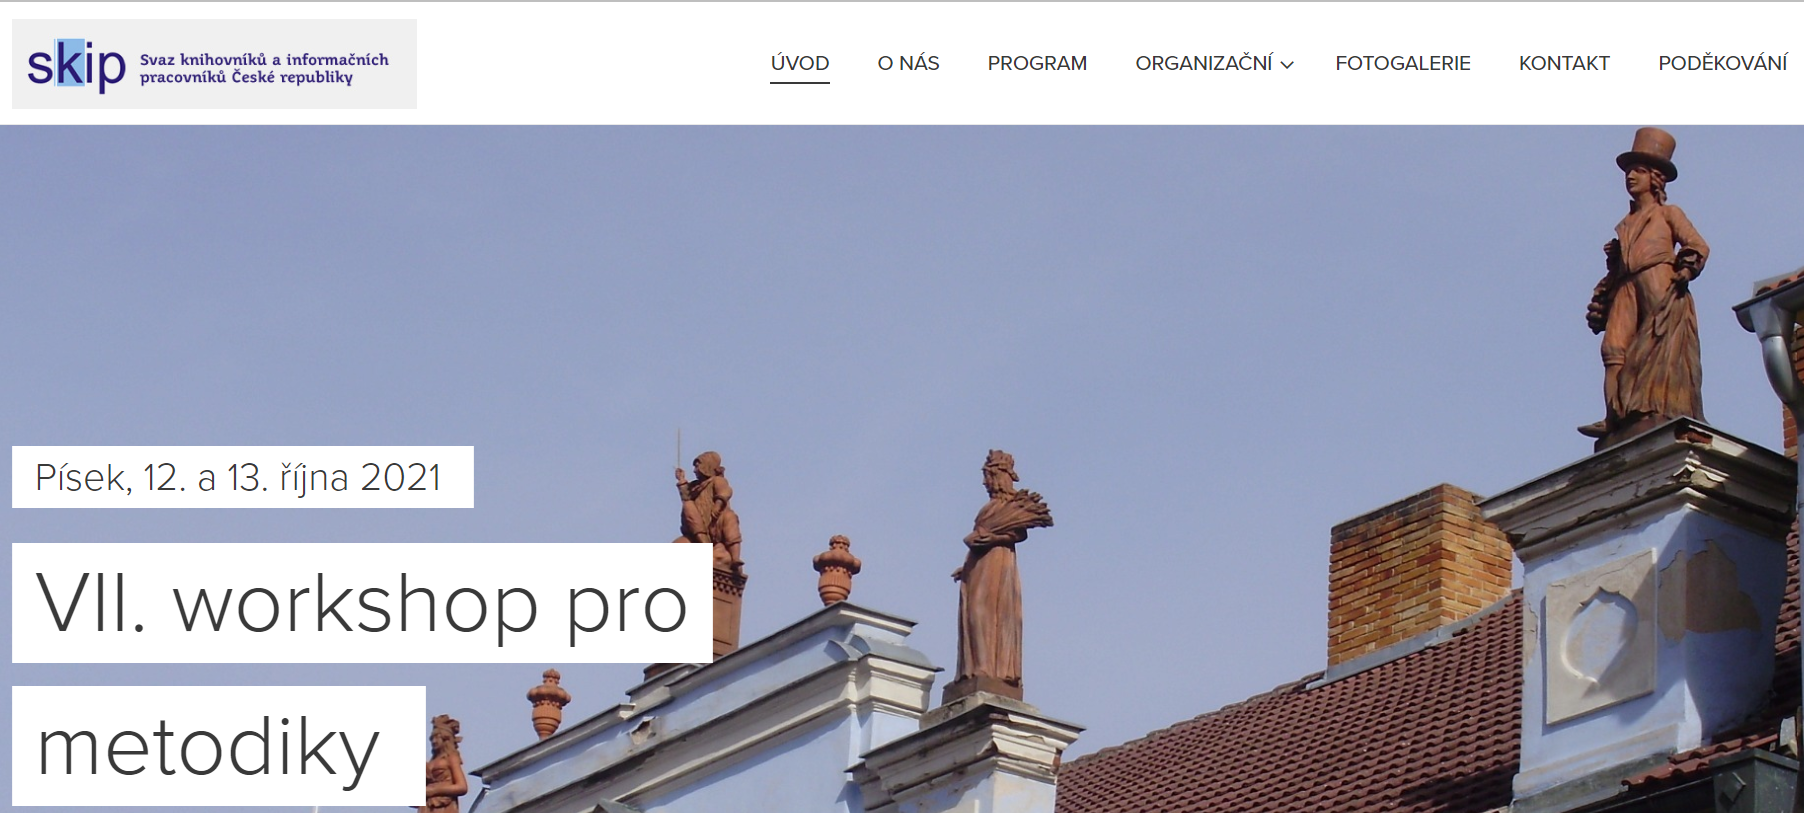 skip
Svaz knihovníků a informačních
pracovníků České republiky
ÚVOD
O NÁS
PROGRAM
ORGANIZAČNÍ
FOTOGALERIE
KONTAKT
PODĚKOVÁNÍ
Písek, 12. a 13. října 2021
VII. workshop pro
metodiky